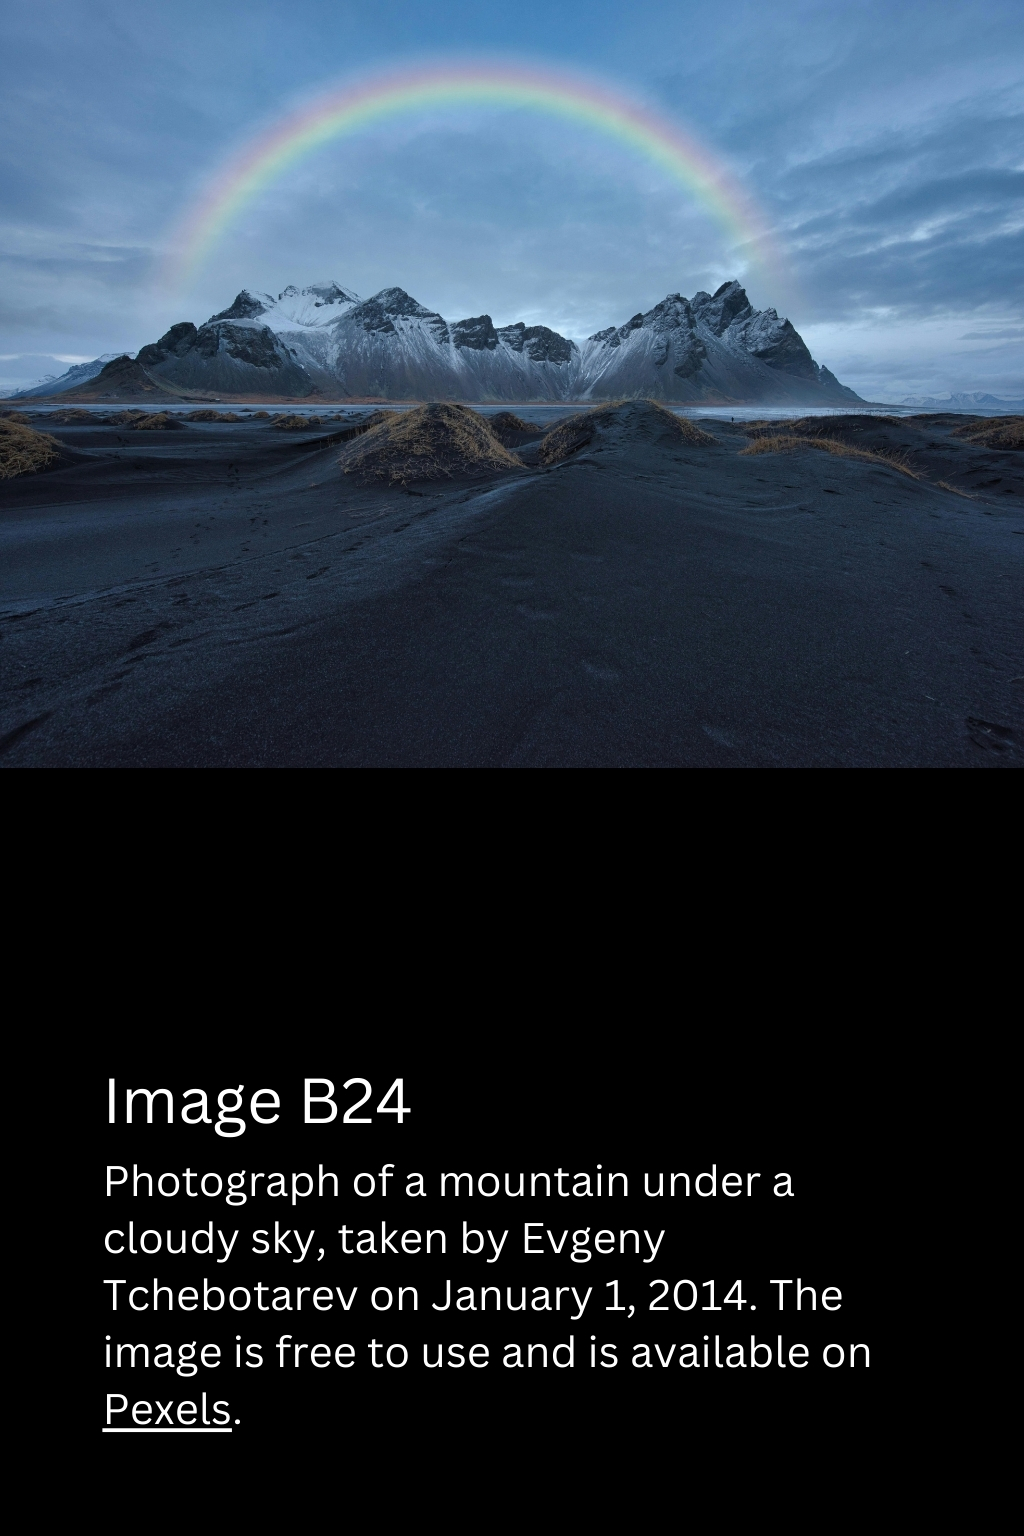 Image B24
Photograph of a mountain under a
cloudy sky, taken by Evgeny
Tchebotarev on January 1, 2014. The
image is free to use and is available on
Pexels.